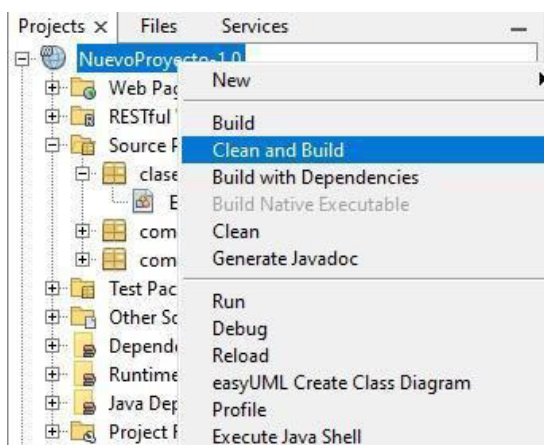 Projects × Files Services
NuevoProyecto-1.0
Web Pag
RESTful
Source P
clase
E
com
com
Test Pac
Other So
Depende
Runtime
Java Dep
Project F
New
Build
Clean and Build
Build with Dependencies
Build Native Executable
Clean
Generate Javadoc
Run
Debug
Reload
easyUML Create Class Diagram
Profile
Execute Java Shell